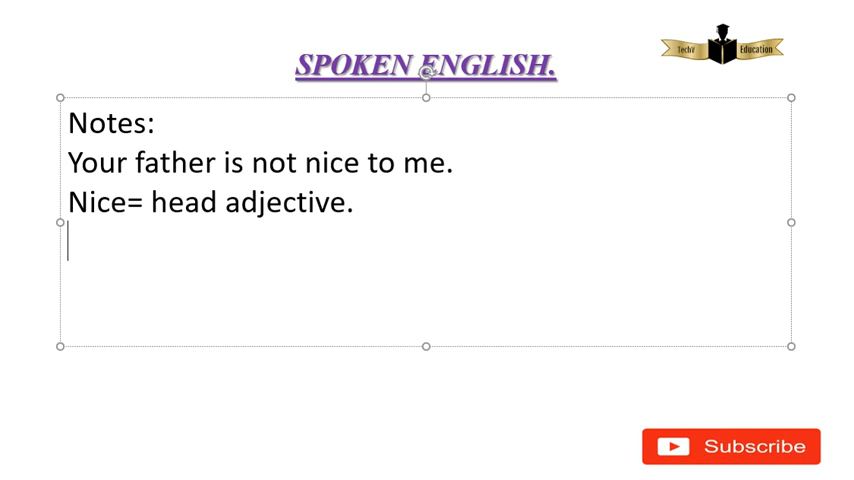 SPOKEN ENGLISH.
TechV Education
Notes:
Your father is not nice to me.
Nice= head adjective.
Subscribe